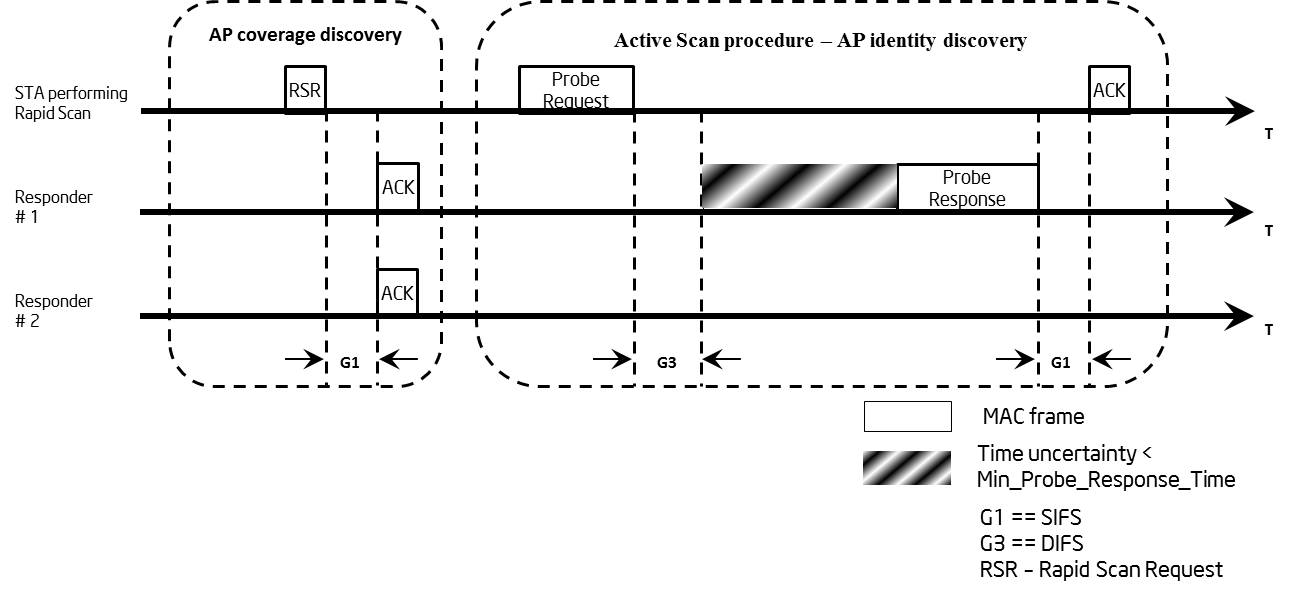 AP coverage discovery
Active Scan procedure – AP identity discovery
STA performing
Rapid Scan
RSR
Probe
Request
ACK
T
Responder
# 1
ACK
Probe
Response
T
Responder
# 2
ACK
T
G1
G3
G1
MAC frame
Time uncertainty <
Min_Probe_Response_Time
G1 == SIFS
G3 == DIFS
RSR – Rapid Scan Request